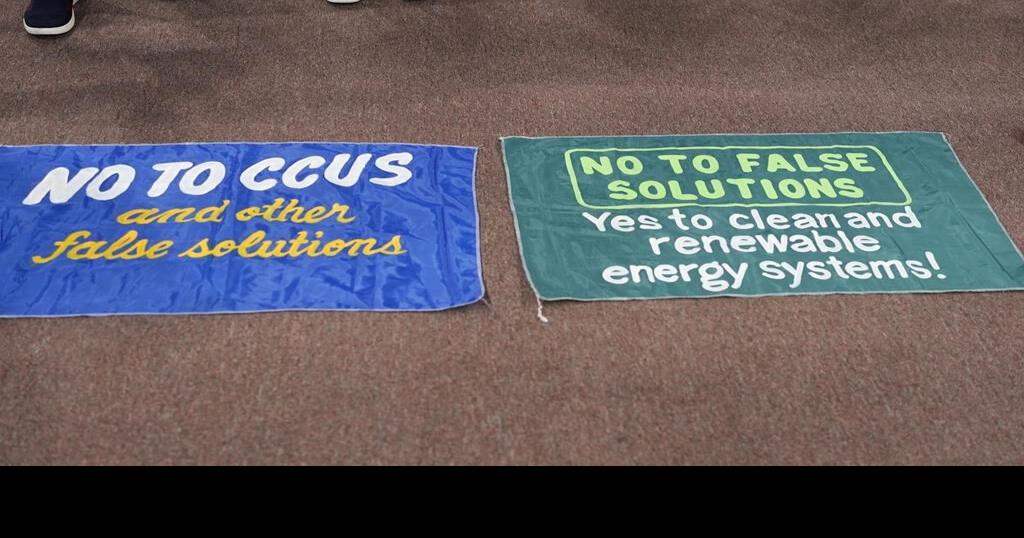 NO TO CCUS
and other
false solutions
NO TO FALSE
SOLUTIONS
Yes to clean and
renewable
energy systems!